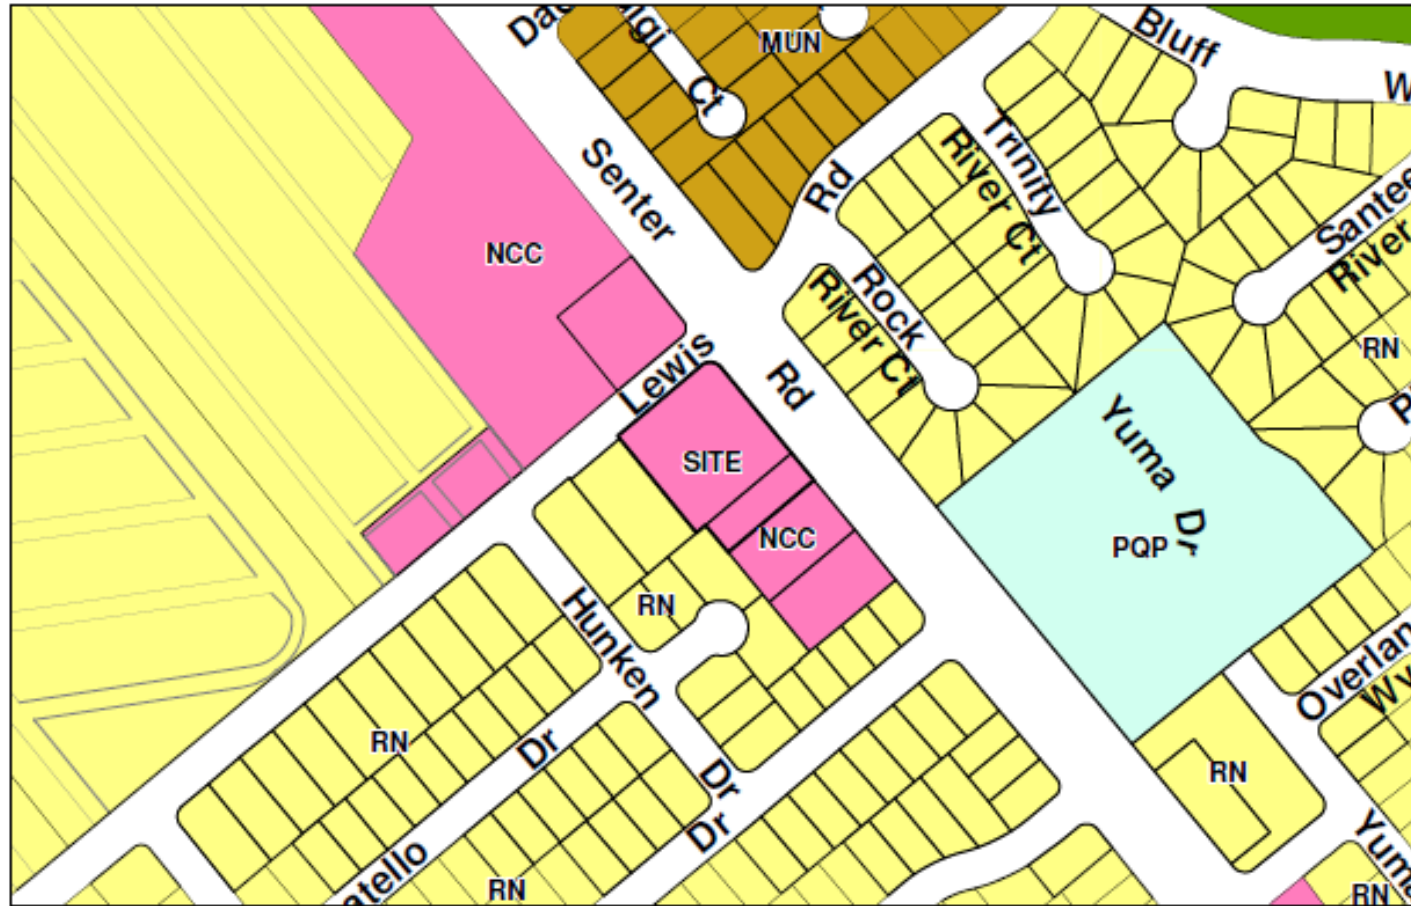 Ct
MUN
Bluff
W
Senter
Rd
Trinity
River Ct
Rd
Santee
River
NCC
Rock
River Ct
Lewis
RN
Yuma
Dr
SITE
NCC
PQP
RN
Hunken
Dr
RN
Dr
Dr
RN
RN
RN